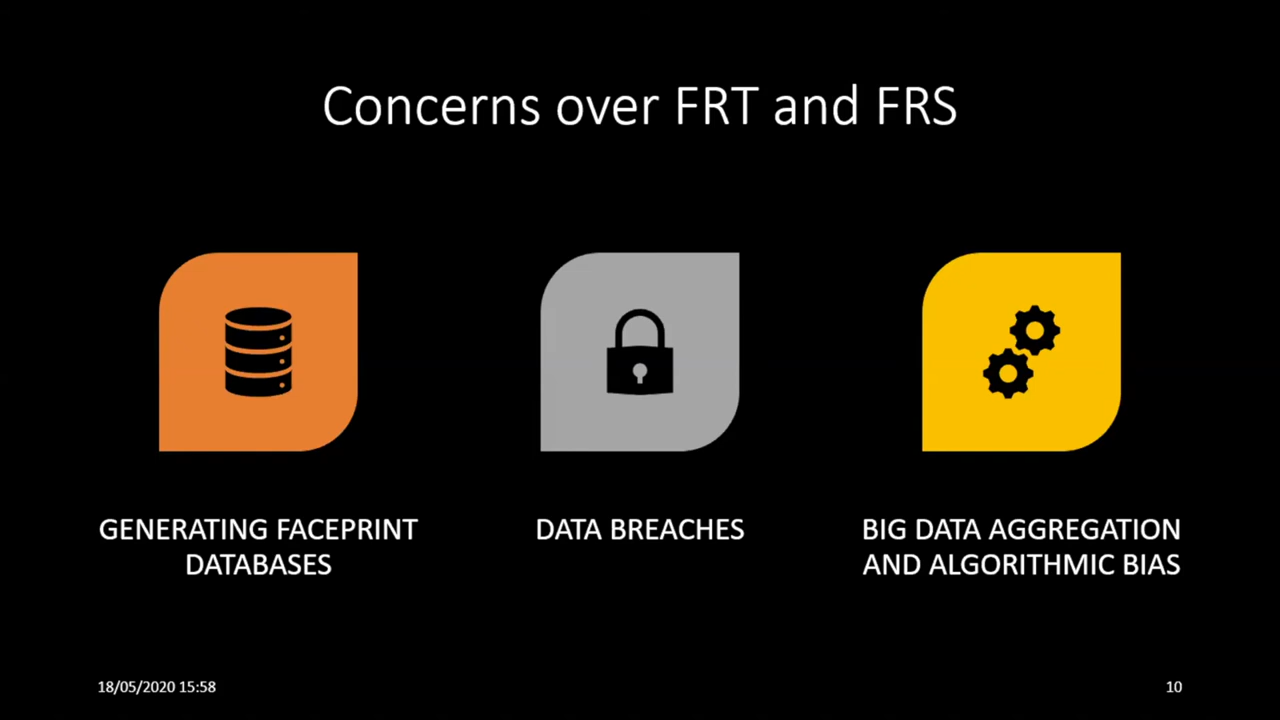 Concerns over FRT and FRS
GENERATING FACEPRINT
DATABASES
DATA BREACHES
BIG DATA AGGREGATION
AND ALGORITHMIC BIAS
18/05/2020 15:58
10